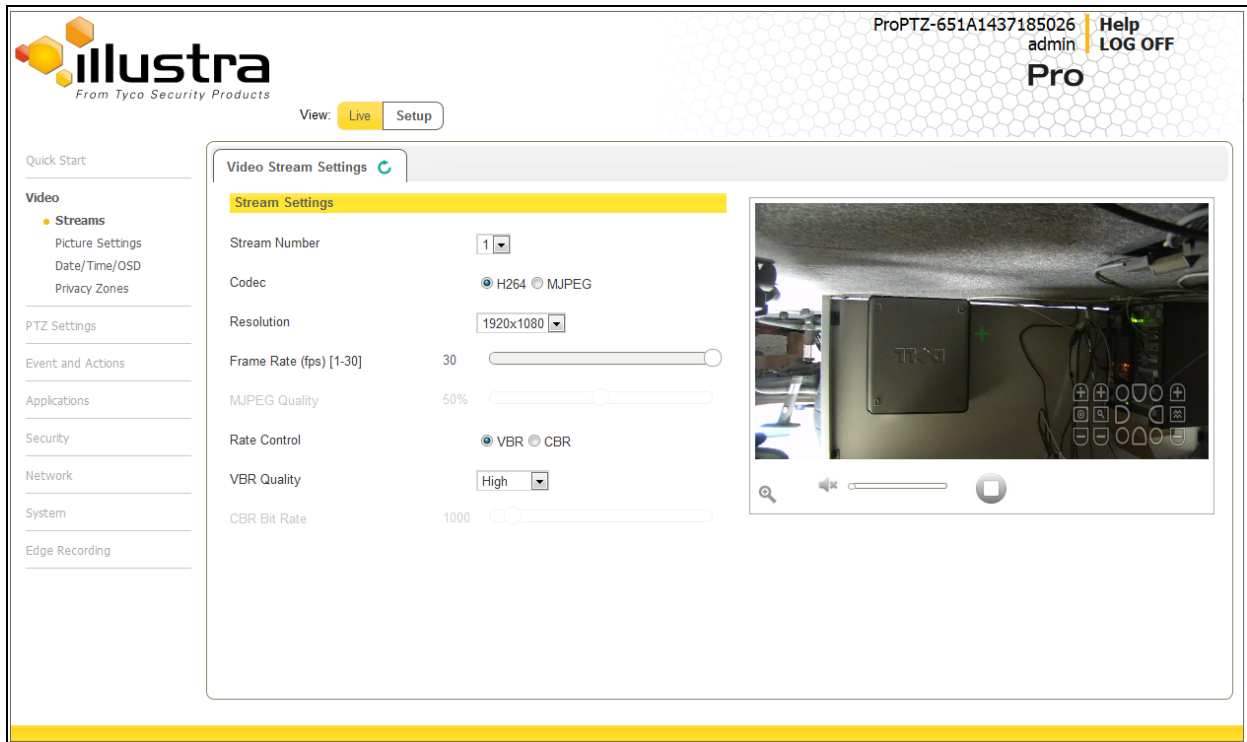 illustra
From Tyco Security Products
ProPTZ-651A1437185026 Help
admin LOG OFF
Pro
View: Live Setup
Quick Start
Video
Streams
Picture Settings
Date/Time/OSD
Privacy Zones
PTZ Settings
Event and Actions
Applications
Security
Network
System
Edge Recording
Video Stream Settings
Stream Settings
Stream Number 1
Codec H264 MJPEG
Resolution 1920x1080
Frame Rate (fps) [1-30] 30
MJPEG Quality 50%
Rate Control VBR CBR
VBR Quality High
CBR Bit Rate 1000